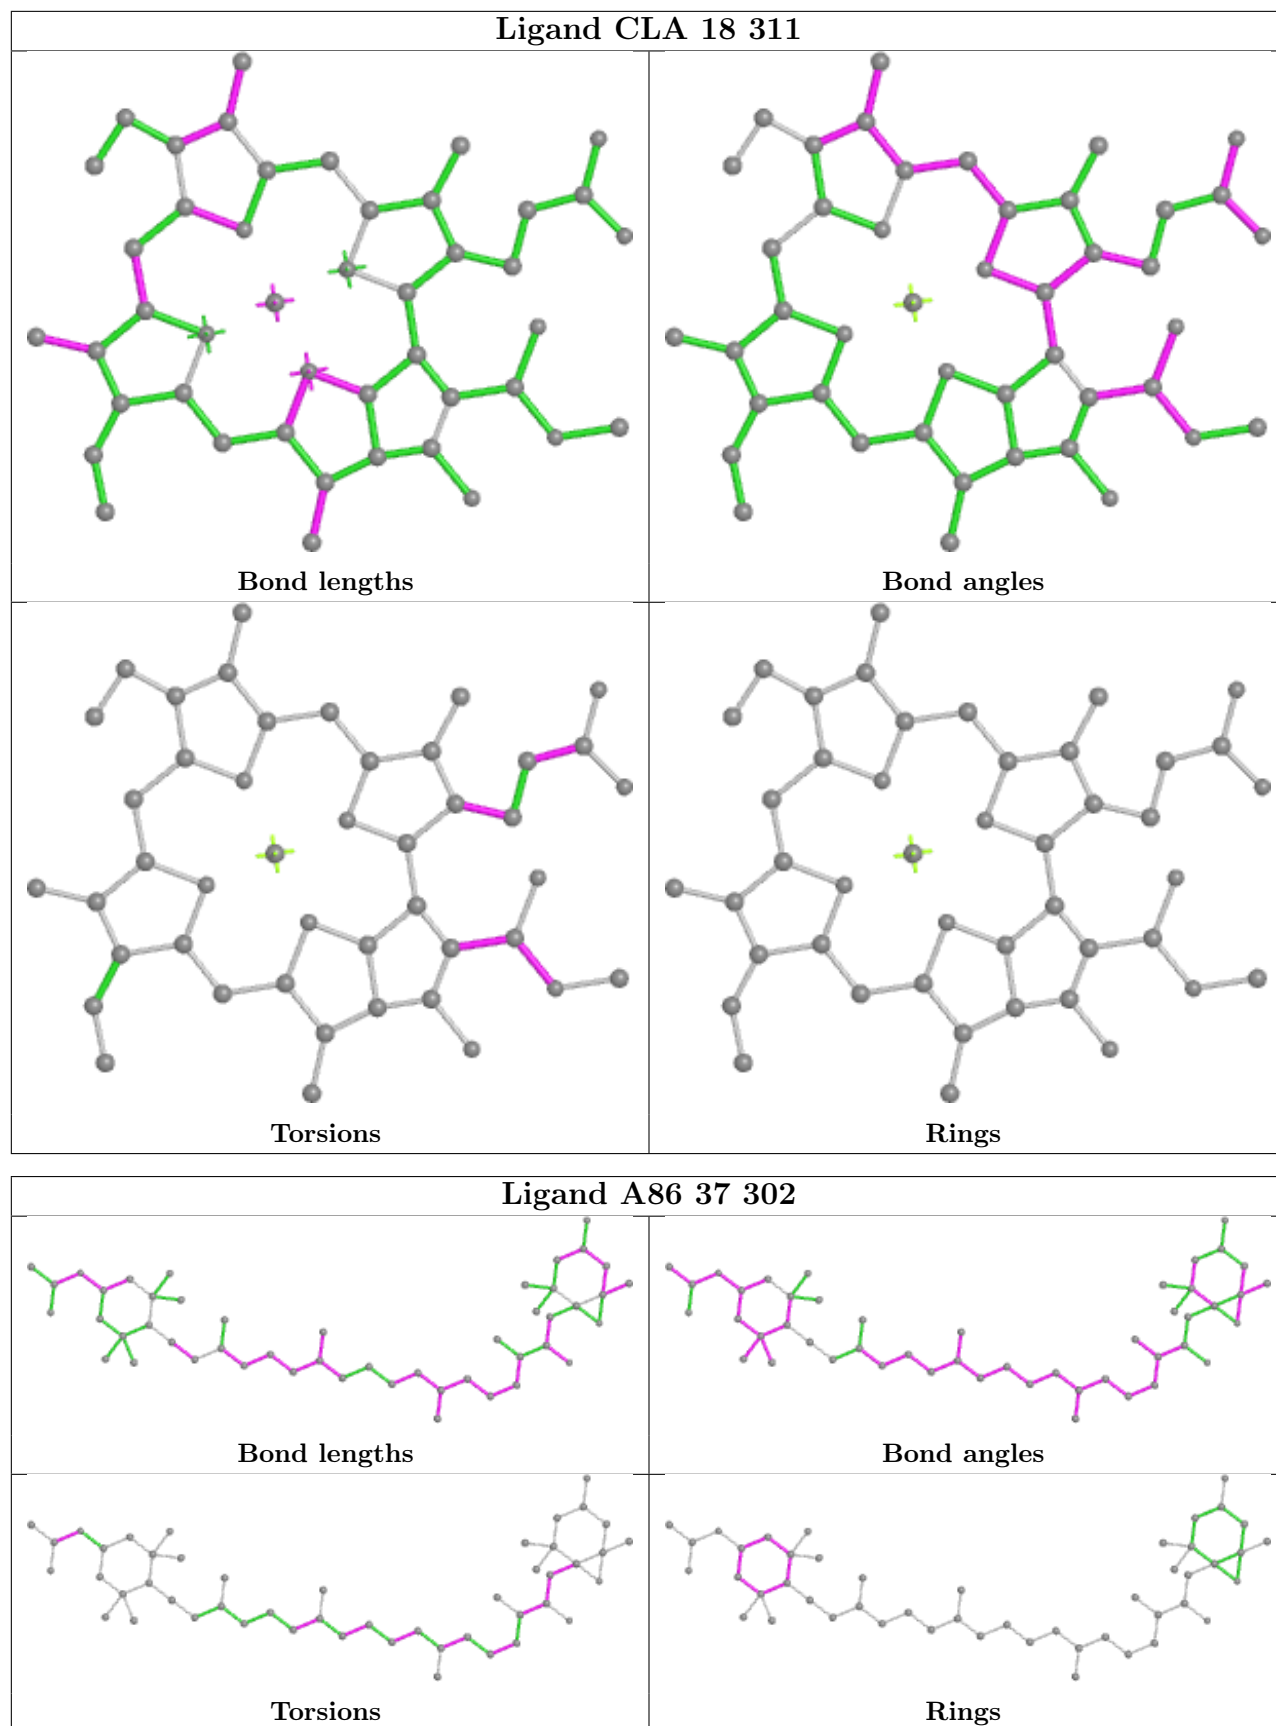 Ligand CLA 18 311
Bond lengths
Bond angles
Torsions
Rings
Ligand A86 37 302
Bond lengths
Bond angles
Torsions
Rings